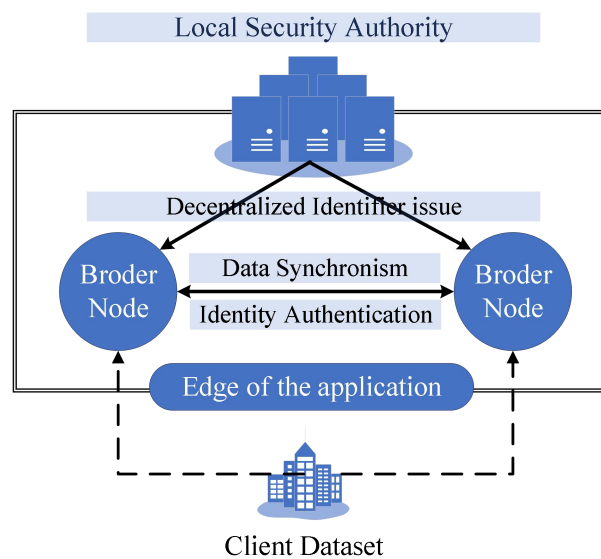 Local Security Authority
Decentralized Identifier issue
Broder
Node
Data Synchronism
Identity Authentication
Broder
Node
Edge of the application
Client Dataset